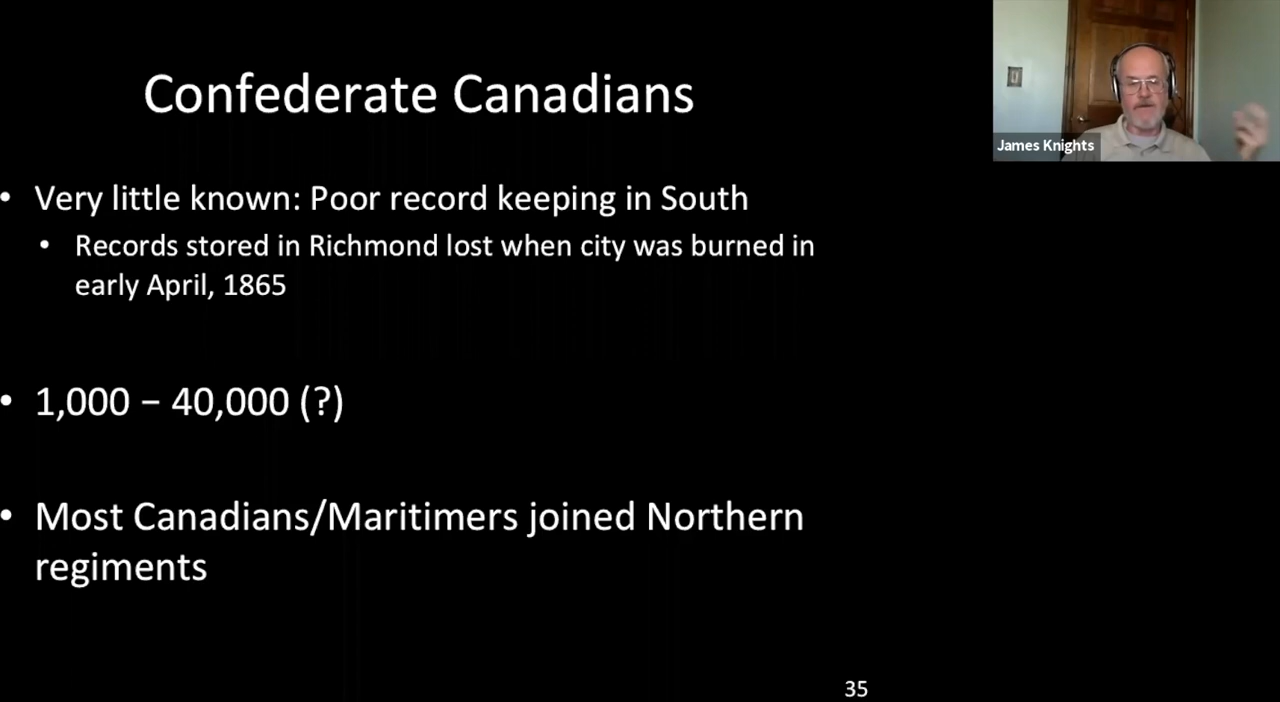 Confederate Canadians
James Knights
• Very little known: Poor record keeping in South
• Records stored in Richmond lost when city was burned in
early April, 1865
• 1,000 – 40,000 (?)
• Most Canadians/Maritimers joined Northern
regiments
35